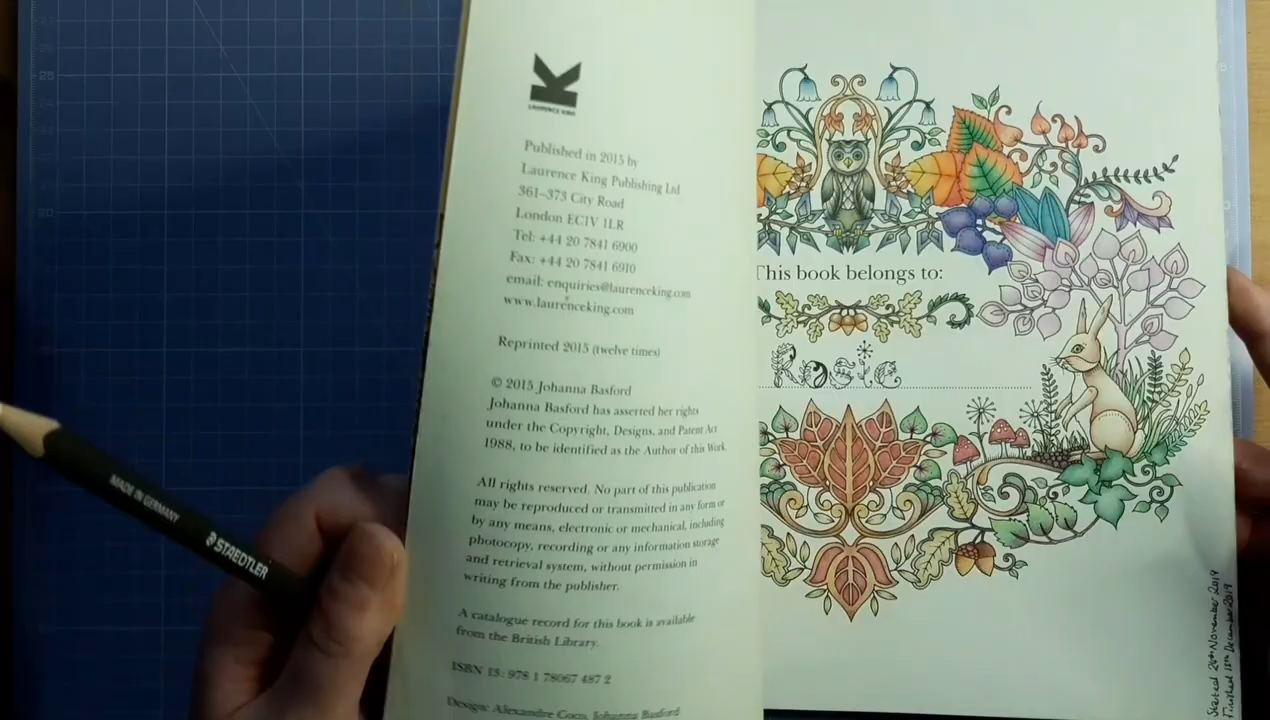 LAURENCE KING
Published in 2015 by
Laurence King Publishing Ltd
361–373 City Road
London EC1V 1LR
Tel: +44 20 7841 6900
Fax: +44 20 7841 6910
email: enquiries@laurenceking.com
www.laurenceking.com
Reprinted 2015 (twelve times)
© 2015 Johanna Basford
Johanna Basford has asserted her rights
under the Copyright, Designs, and Patent Act
1988, to be identified as the Author of this Work.
All rights reserved. No part of this publication
may be reproduced or transmitted in any form or
by any means, electronic or mechanical, including
photocopy, recording or any information storage
and retrieval system, without permission in
writing from the publisher.
A catalogue record for this book is available
from the British Library.
ISBN 13: 978 1 78067 487 2
Design: Alexandre Coco, Johanna Basford
This book belongs to:
Rosie
Started 26th November 2019
Finished 12th December 2019
MADE IN GERMANY
STAEDTLER